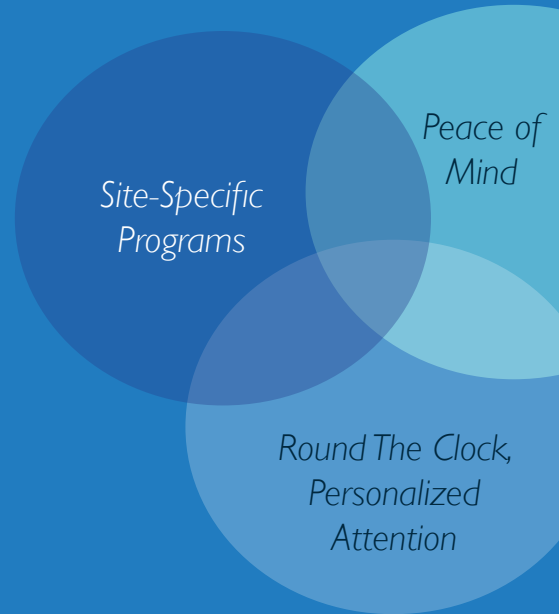 Peace of
Mind
Site-Specific
Programs
Round The Clock,
Personalized
Attention